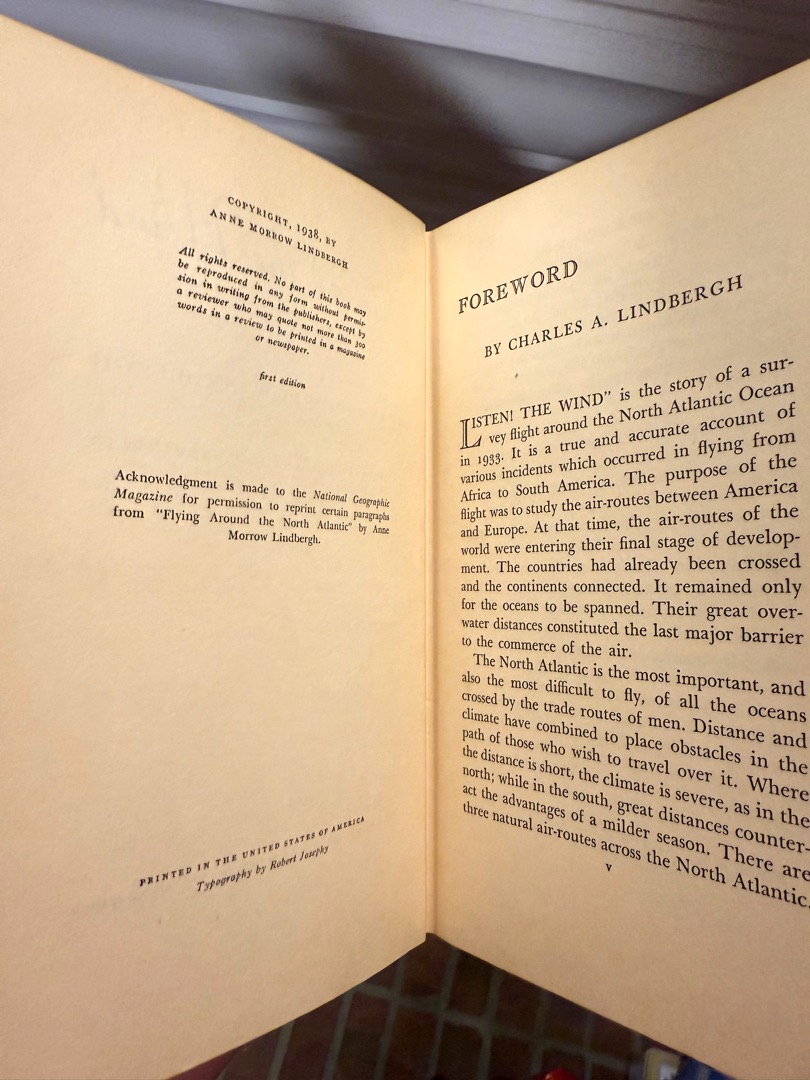 COPYRIGHT, 1938, BY
ANNE MORROW LINDBERGH
All rights reserved. No part of this book may
be reproduced in any form without permis-
sion in writing from the publishers, except by
a reviewer who may quote not more than 300
words in a review to be printed in a magazine
or newspaper.
first edition
Acknowledgment is made to the National Geographic
Magazine for permission to reprint certain paragraphs
from "Flying Around the North Atlantic" by Anne
Morrow Lindbergh.
PRINTED IN THE UNITED STATES OF AMERICA
Typography by Robert Josephy
FOREWORD
BY CHARLES A. LINDBERGH
LISTEN! THE WIND" is the story of a sur-
vey flight around the North Atlantic Ocean
in 1933. It is a true and accurate account of
various incidents which occurred in flying from
Africa to South America. The purpose of the
flight was to study the air-routes between America
and Europe. At that time, the air-routes of the
world were entering their final stage of develop-
ment. The countries had already been crossed
and the continents connected. It remained only
for the oceans to be spanned. Their great over-
water distances constituted the last major barrier
to the commerce of the air.
The North Atlantic is the most important, and
also the most difficult to fly, of all the oceans
crossed by the trade routes of men. Distance and
climate have combined to place obstacles in the
path of those who wish to travel over it. Where
the distance is short, the climate is severe, as in the
north; while in the south, great distances counter-
act the advantages of a milder season. There are
three natural air-routes across the North Atlantic.
v